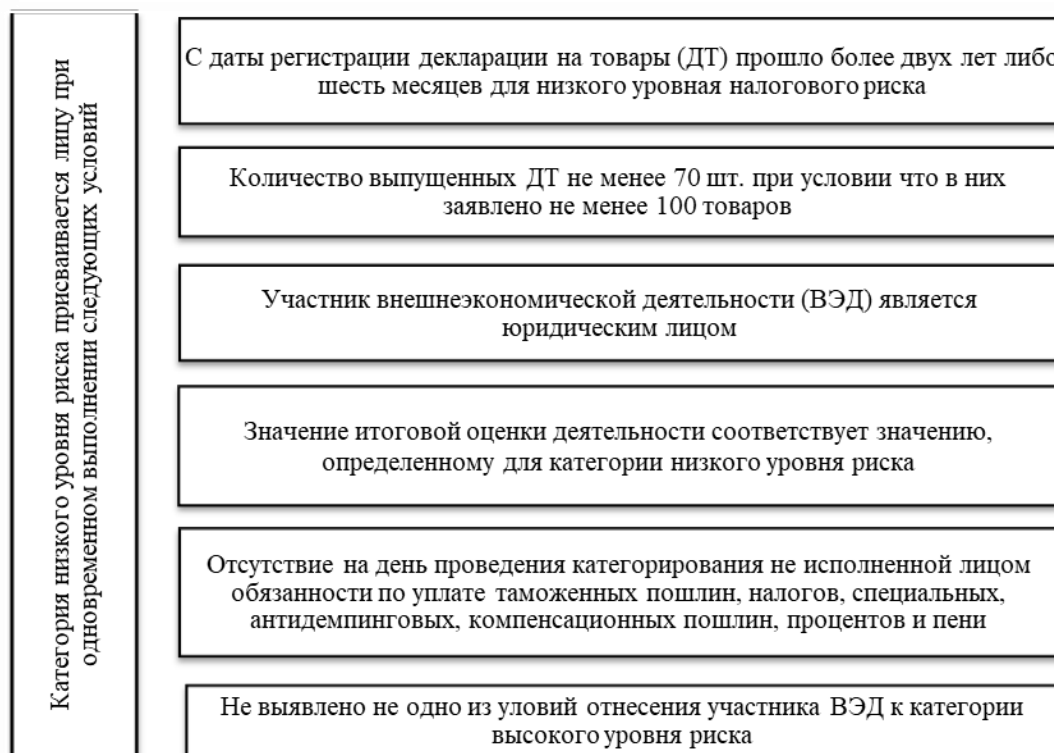 Категория низкого уровня риска присваивается лицу при
одновременном выполнении следующих условий
С даты регистрации декларации на товары (ДТ) прошло более двух лет либо
шесть месяцев для низкого уровная налогового риска
Количество выпущенных ДТ не менее 70 шт. при условии что в них
заявлено не менее 100 товаров
Участник внешнеэкономической деятельности (ВЭД) является
юридическим лицом
Значение итоговой оценки деятельности соответствует значению,
определенному для категории низкого уровня риска
Отсутствие на день проведения категорирования не исполненной лицом
обязанности по уплате таможенных пошлин, налогов, специальных,
антидемпинговых, компенсационных пошлин, процентов и пени
Не выявлено не одно из уловий отнесения участника ВЭД к категории
высокого уровня риска